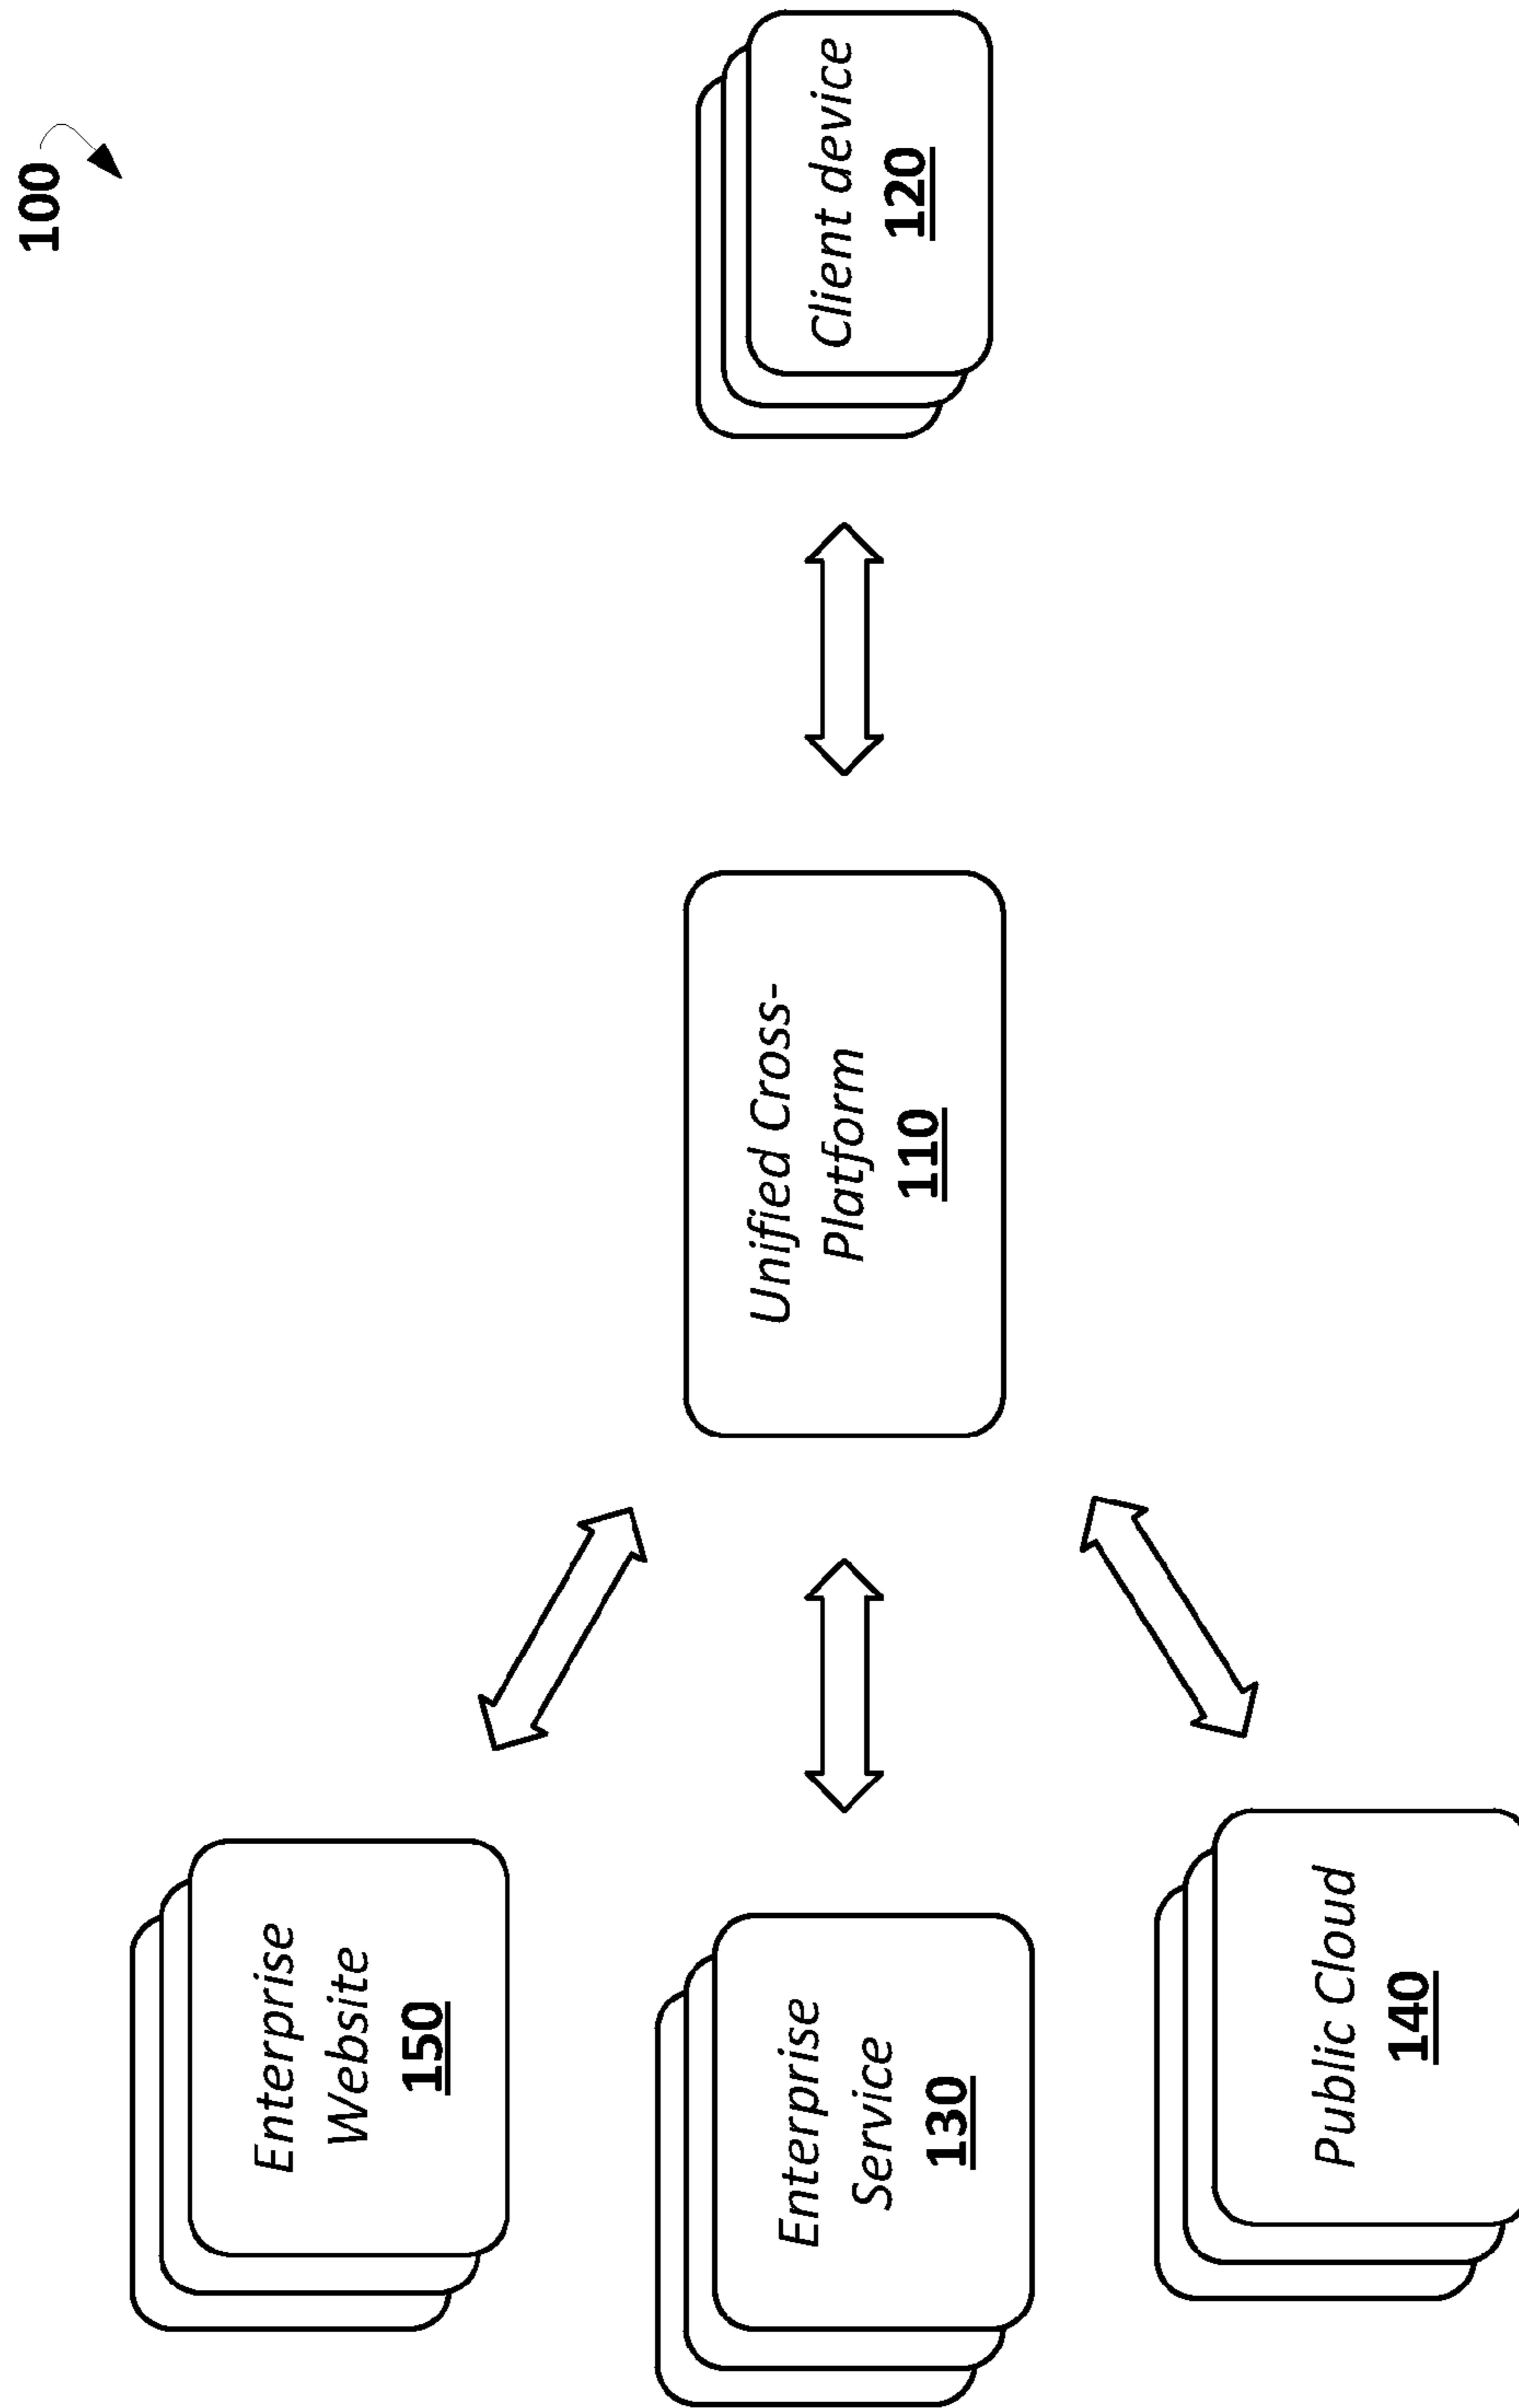 100
Enterprise
Website
150
Enterprise
Service
130
Unified Cross-
Platform
110
Client device
120
Public Cloud
140